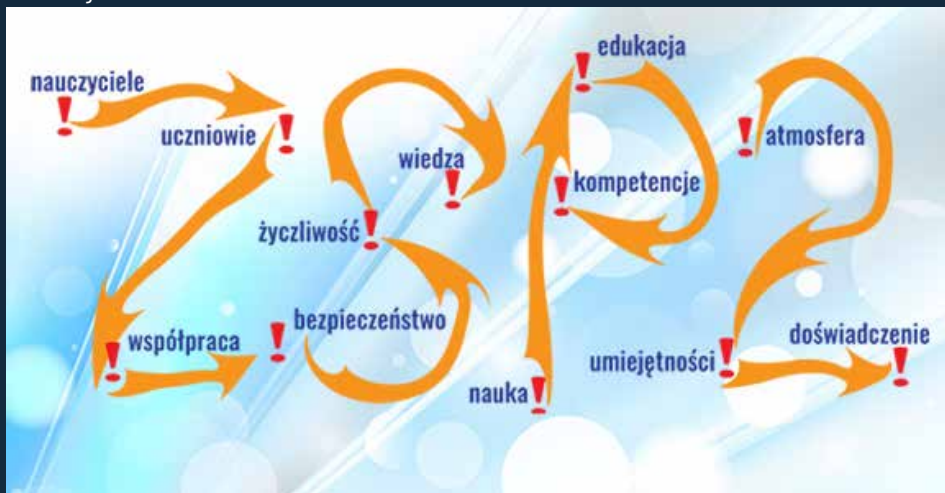 nauczyciele
uczniowie
współpraca
życzliwość
wiedza
bezpieczeństwo
edukacja
kompetencje
nauka
atmosfera
umiejętności
doświadczenie